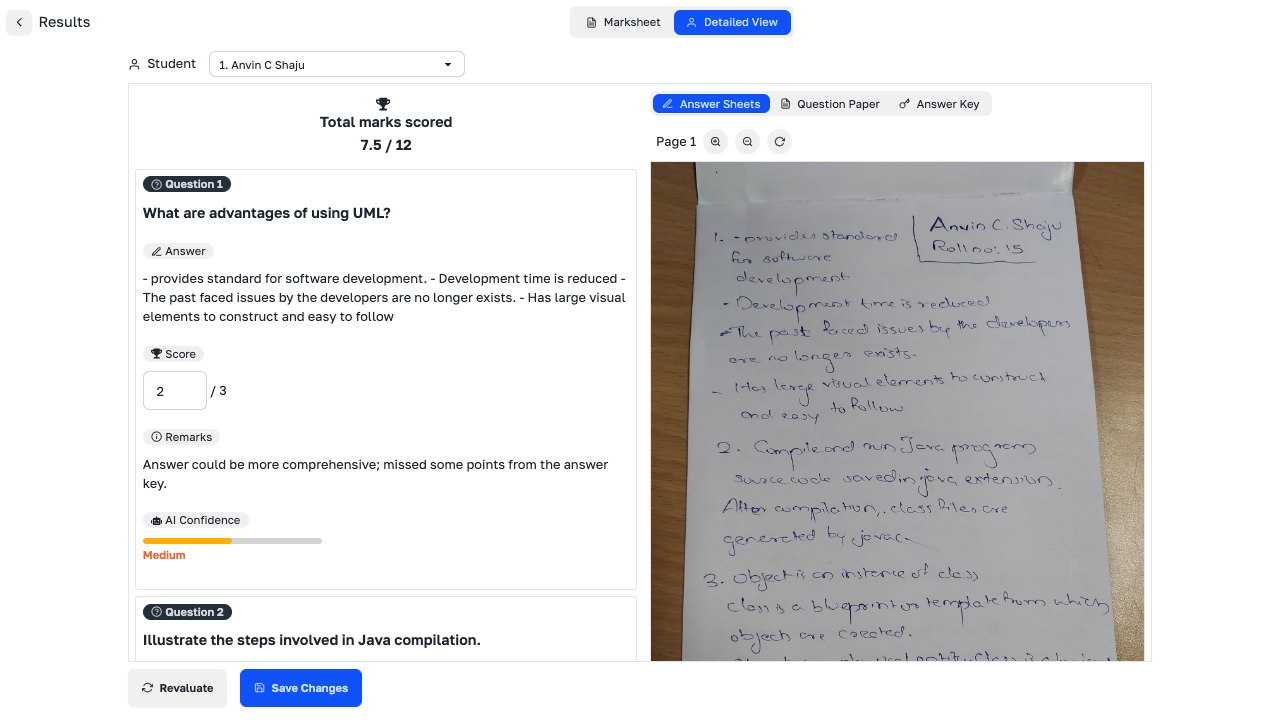 Results
Marksheet
Detailed View
Student
1. Anvin C Shaju
Total marks scored
7.5 / 12
Question 1
What are advantages of using UML?
Answer
- provides standard for software development. - Development time is reduced -
The past faced issues by the developers are no longer exists. - Has large visual
elements to construct and easy to follow
Score
2 / 3
Remarks
Answer could be more comprehensive; missed some points from the answer
key.
AI Confidence
Medium
Question 2
Illustrate the steps involved in Java compilation.
Revaluate
Save Changes
Answer Sheets
Question Paper
Answer Key
Page 1
Anvin C. Shaju
Roll no: 15
1. - provides standard
for software
development
- Development time is reduced
- The past faced issues by the developers
are no longer exists.
- Has large visual elements to construct
and easy to follow
2. Compile and run Java program
source code saved in java extension.
After compilation, .class files are
generated by javac.
3. Object is an instance of class
class is a blueprint or template from which
objects are created.